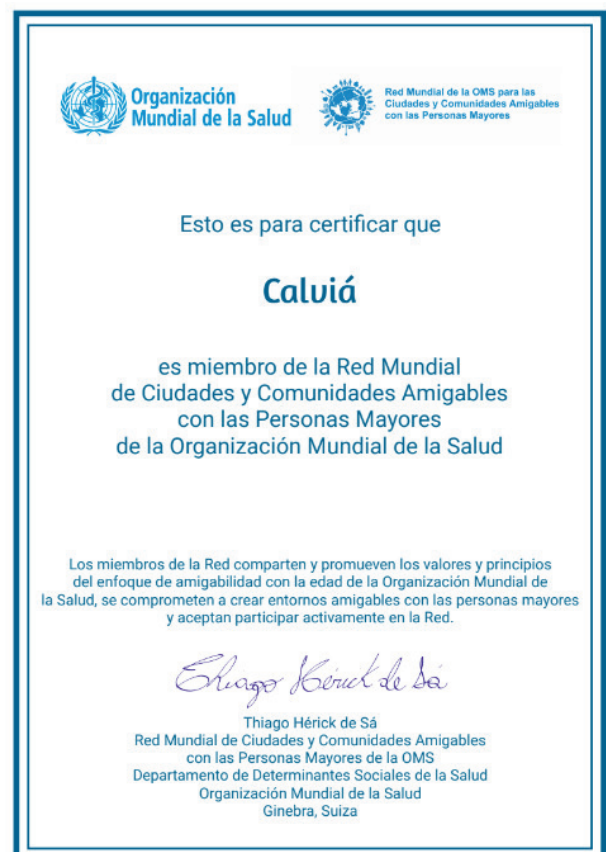 Organización
Mundial de la Salud
Red Mundial de la OMS para las
Ciudades y Comunidades Amigables
con las Personas Mayores
Esto es para certificar que
Calviá
es miembro de la Red Mundial
de Ciudades y Comunidades Amigables
con las Personas Mayores
de la Organización Mundial de la Salud
Los miembros de la Red comparten y promueven los valores y principios
del enfoque de amigabilidad con la edad de la Organización Mundial de
la Salud, se comprometen a crear entornos amigables con las personas mayores
y aceptan participar activamente en la Red.
Thiago Hérick de Sá
Thiago Hérick de Sá
Red Mundial de Ciudades y Comunidades Amigables
con las Personas Mayores de la OMS
Departamento de Determinantes Sociales de la Salud
Organización Mundial de la Salud
Ginebra, Suiza